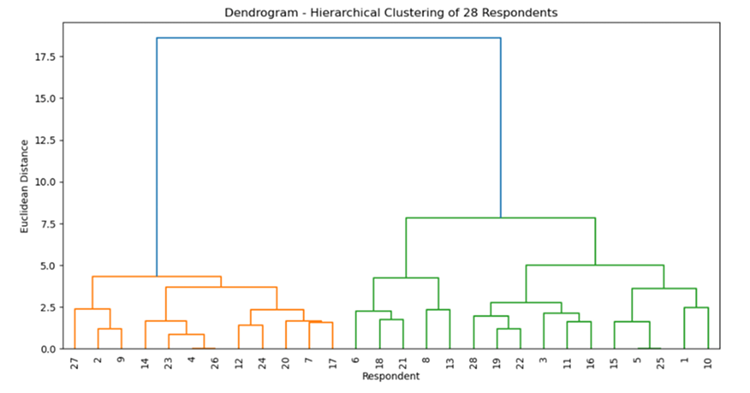 Dendrogram - Hierarchical Clustering of 28 Respondents
17.5
15.0
12.5
10.0
7.5
5.0
2.5
0.0
Euclidean Distance
27 2 9 14 23 4 26 12 24 20 7 17 6 18 21 8 13 28 19 22 3 11 16 15 5 25 1 10
Respondent